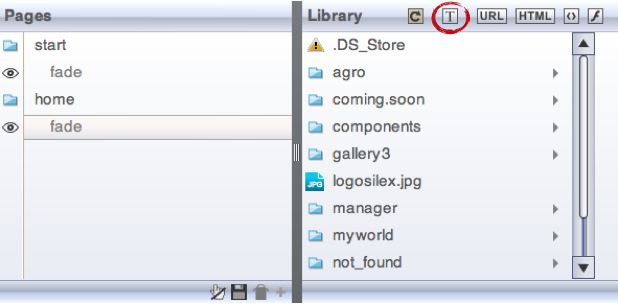 Pages
start
fade
home
fade
Library
T
URL
HTML
<>
f
.DS_Store
agro
coming.soon
components
gallery3
JPG
logosilex.jpg
manager
myworld
not_found